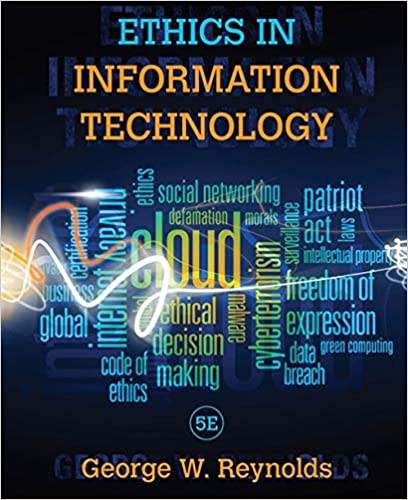 ETHICS IN
INFORMATION
TECHNOLOGY
ethics
social networking
defamation
morals
surveillance
patriot
act
laws
intellectual property
certification
privacy
internet
cloud
business
global
ethical
decision
making
malware
cyberterrorism
freedom of
expression
data
breach
green computing
code of
ethics
5E
George W. Reynolds